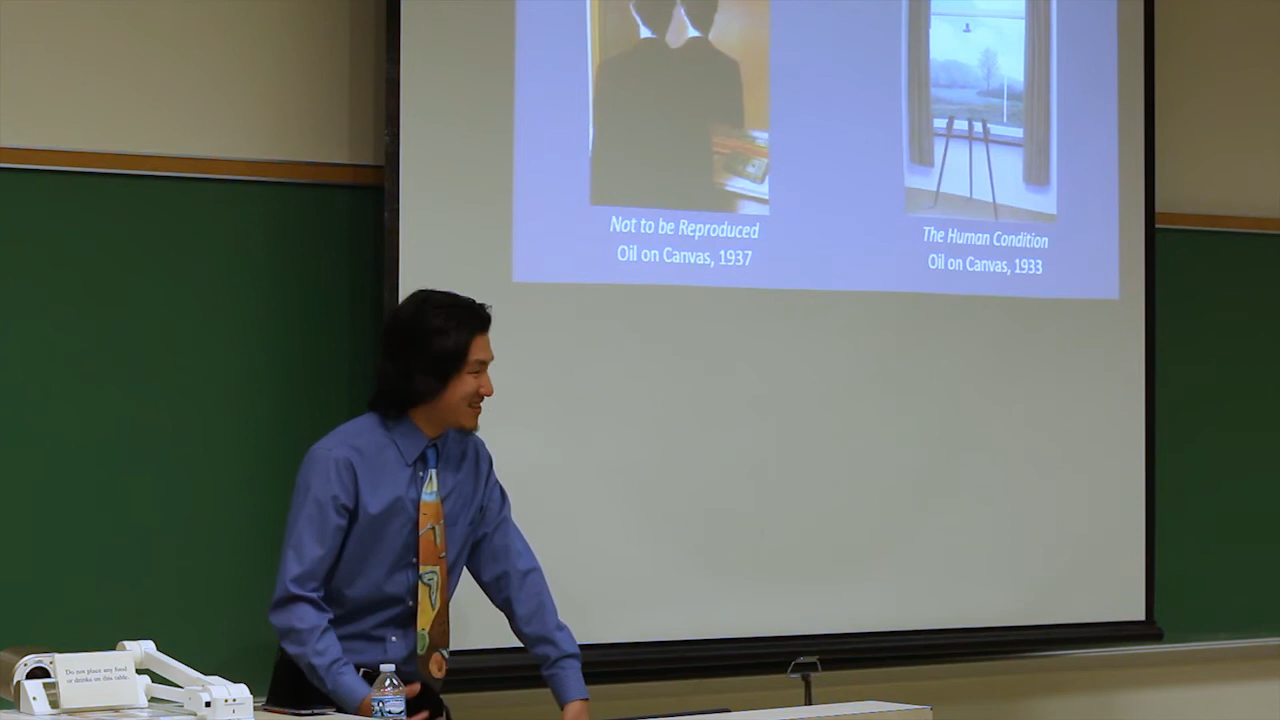 Not to be Reproduced
Oil on Canvas, 1937
The Human Condition
Oil on Canvas, 1933
Do not place any food
or drinks on this table.